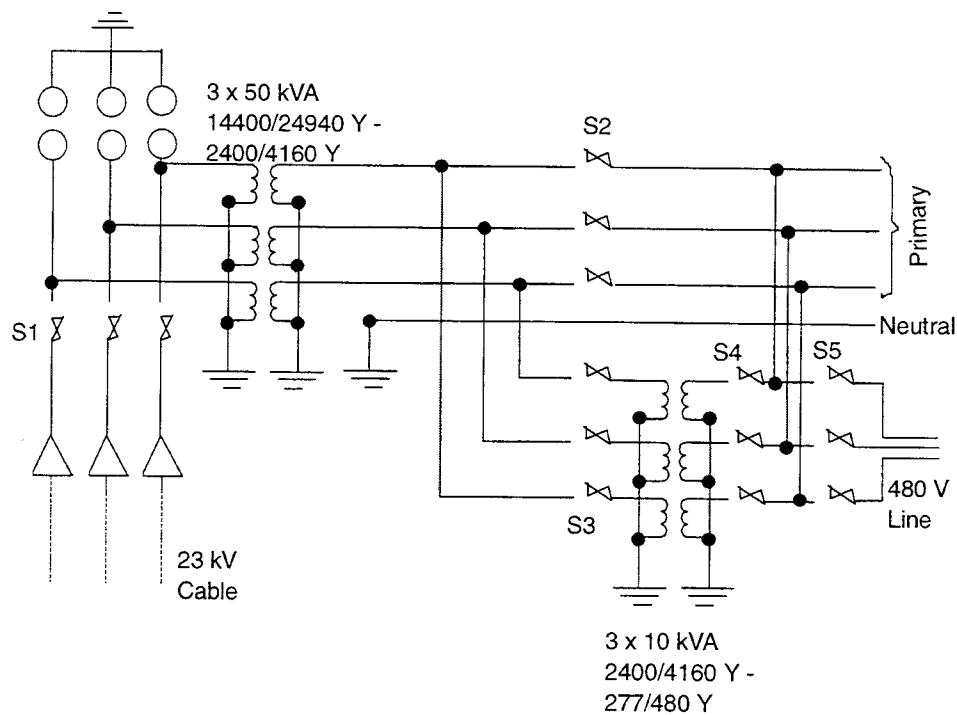 3 x 50 kVA
14400/24940 Y -
2400/4160 Y
S2
Primary
S1
Neutral
S4
S5
480 V
Line
S3
23 kV
Cable
3 x 10 kVA
2400/4160 Y -
277/480 Y